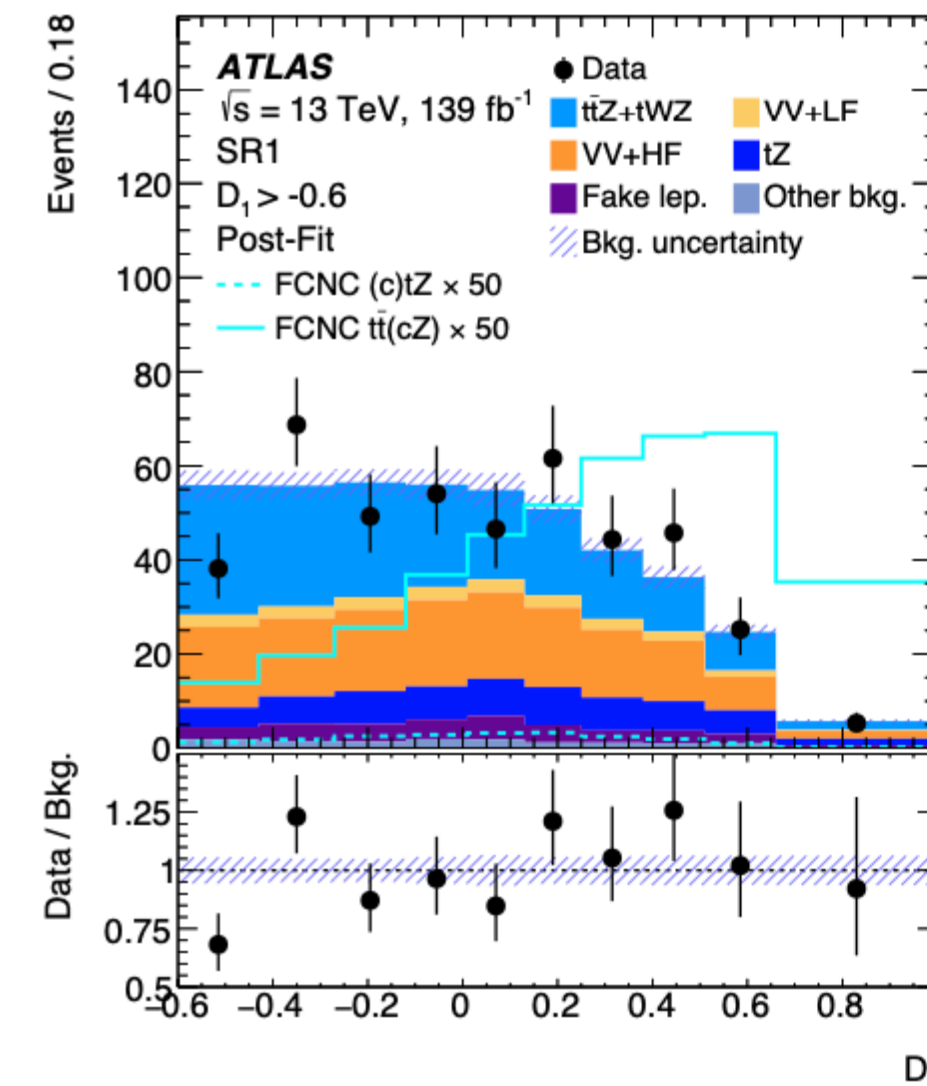 Events / 0.18
ATLAS
√s = 13 TeV, 139 fb⁻¹
SR1
D₁ > -0.6
Post-Fit
FCNC (c)tZ × 50
FCNC tt̄(cZ) × 50
Data
tt̄Z+tWZ VV+LF
VV+HF tZ
Fake lep. Other bkg.
Bkg. uncertainty
140
120
100
80
60
40
20
0
Data / Bkg.
1.25
1
0.75
0.5
−0.6 −0.4 −0.2 0 0.2 0.4 0.6 0.8
D